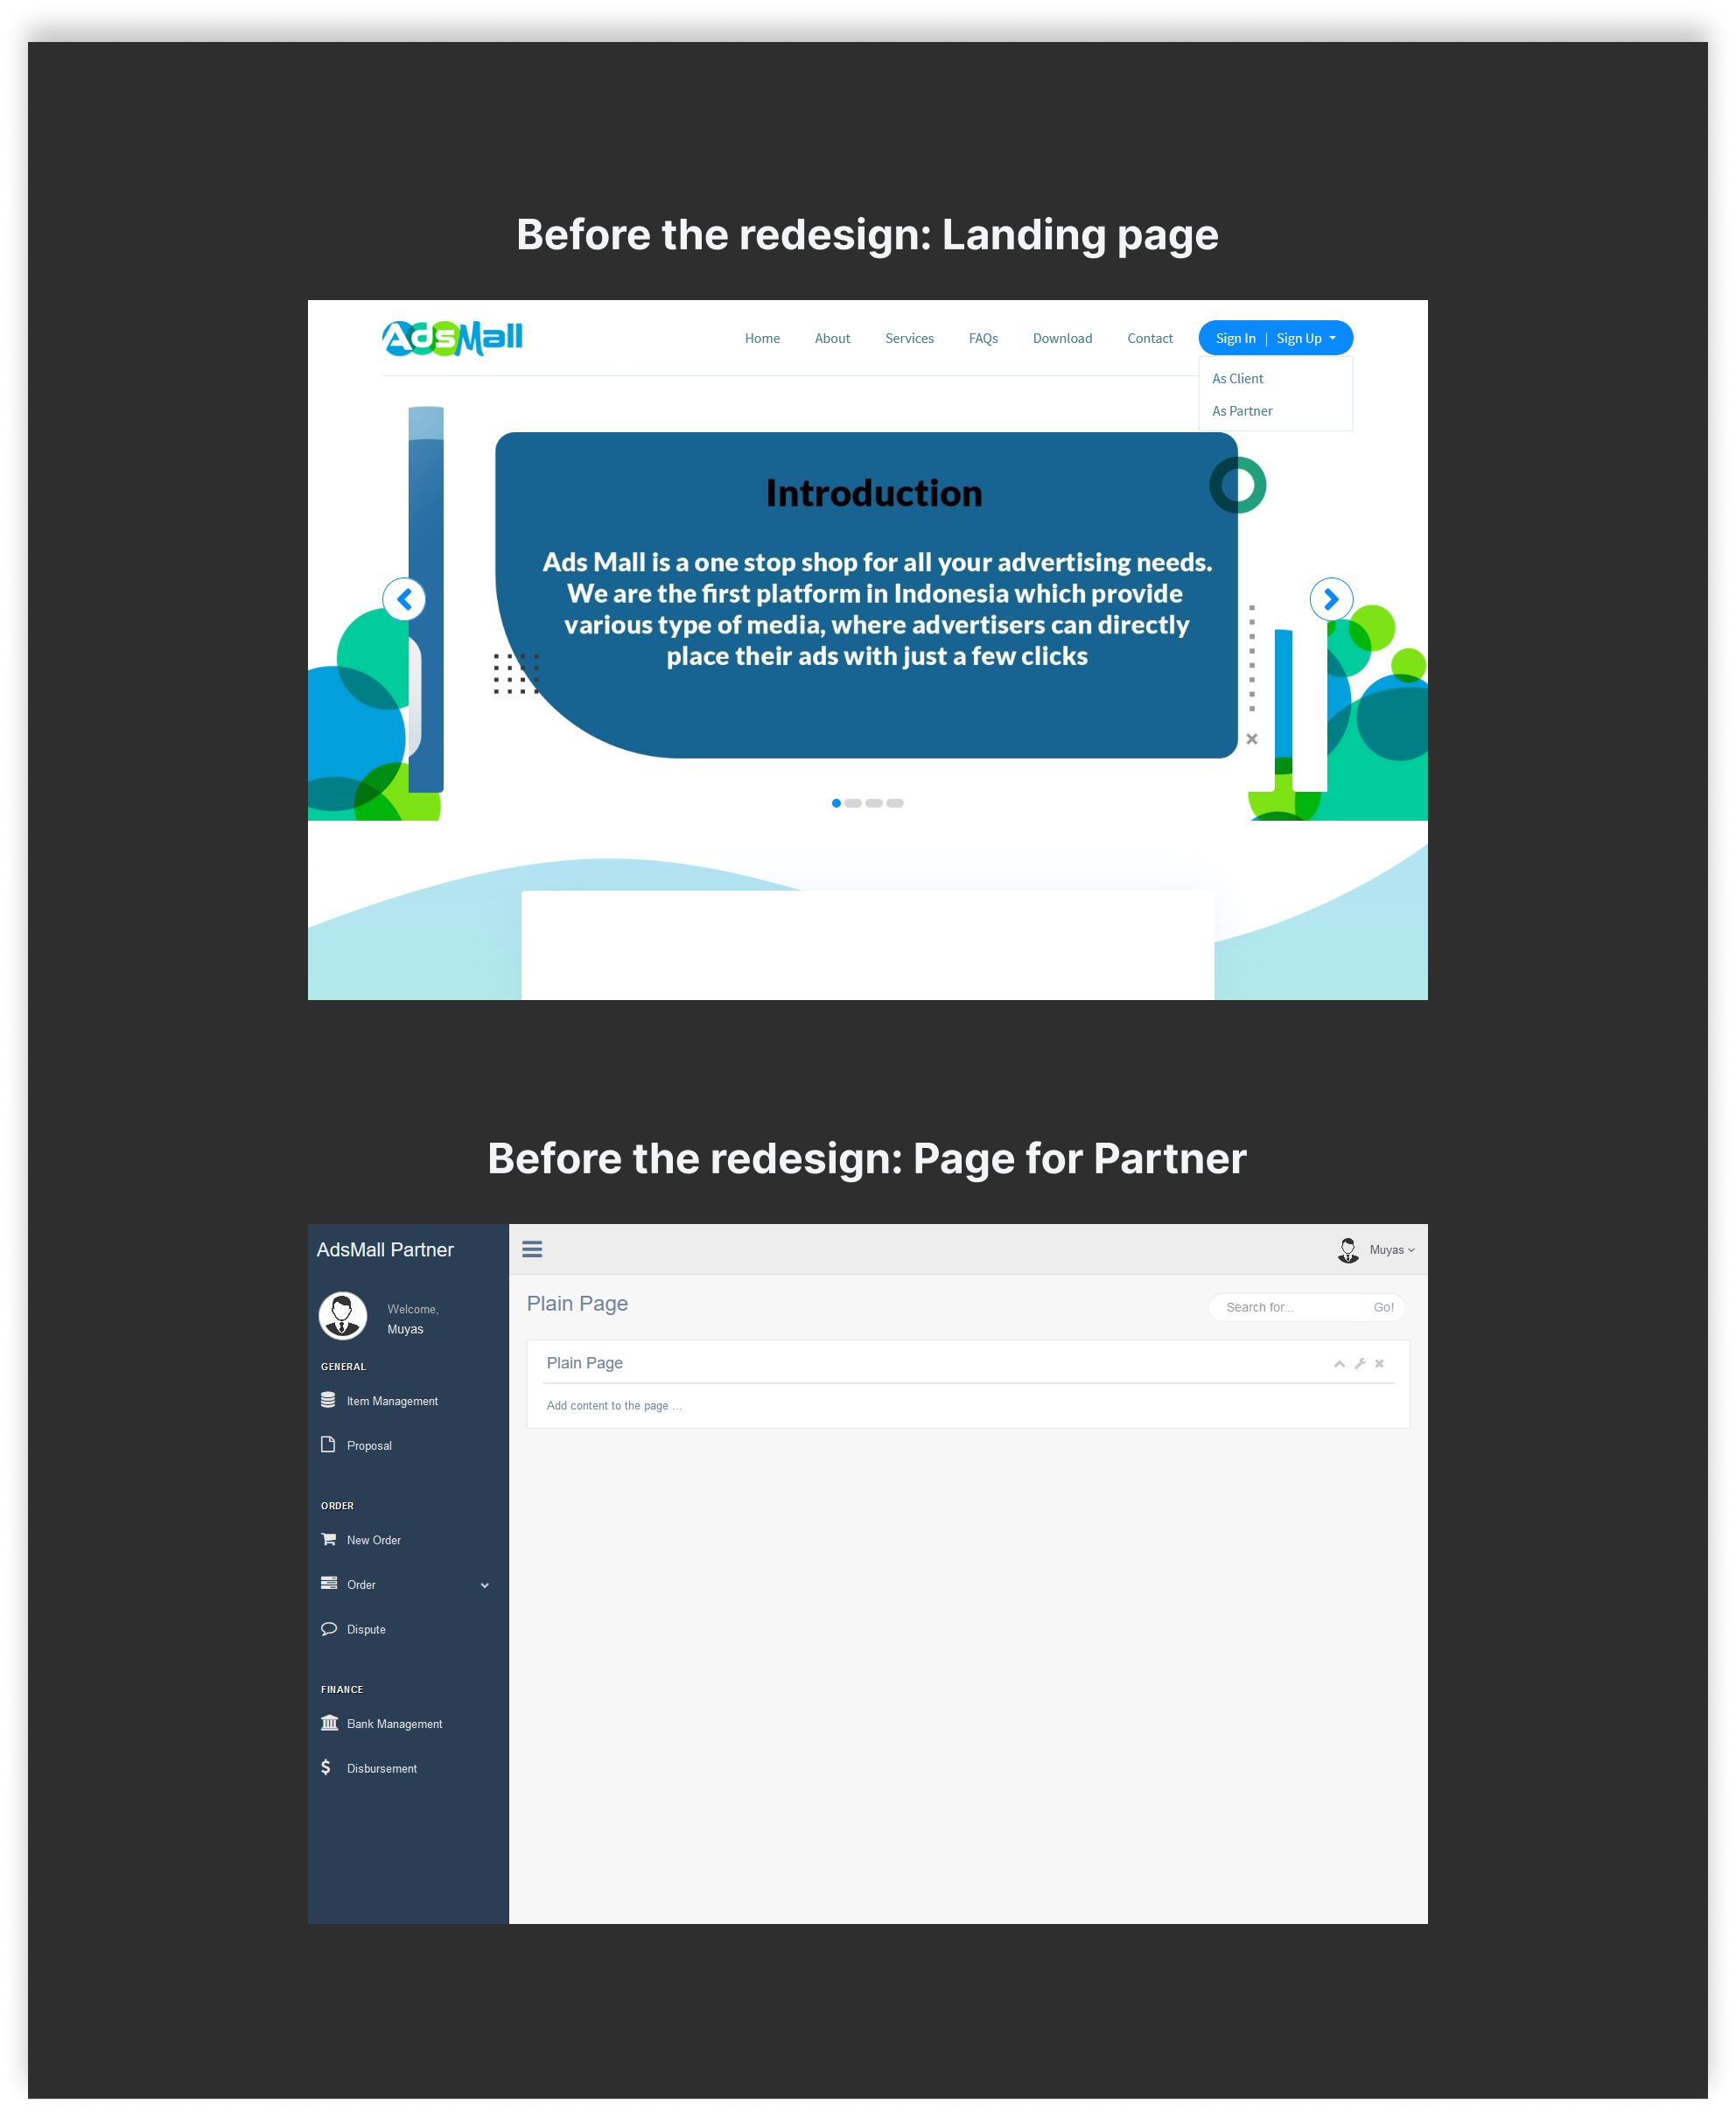 Before the redesign: Landing page
AdsMall
Home About Services FAQs Download Contact Sign In | Sign Up
As Client
As Partner
Introduction
Ads Mall is a one stop shop for all your advertising needs.
We are the first platform in Indonesia which provide
various type of media, where advertisers can directly
place their ads with just a few clicks
Before the redesign: Page for Partner
AdsMall Partner
Muyas
Welcome,
Muyas
Plain Page
Search for... Go!
GENERAL
Plain Page
Item Management
Add content to the page ...
Proposal
ORDER
New Order
Order
Dispute
FINANCE
Bank Management
Disbursement